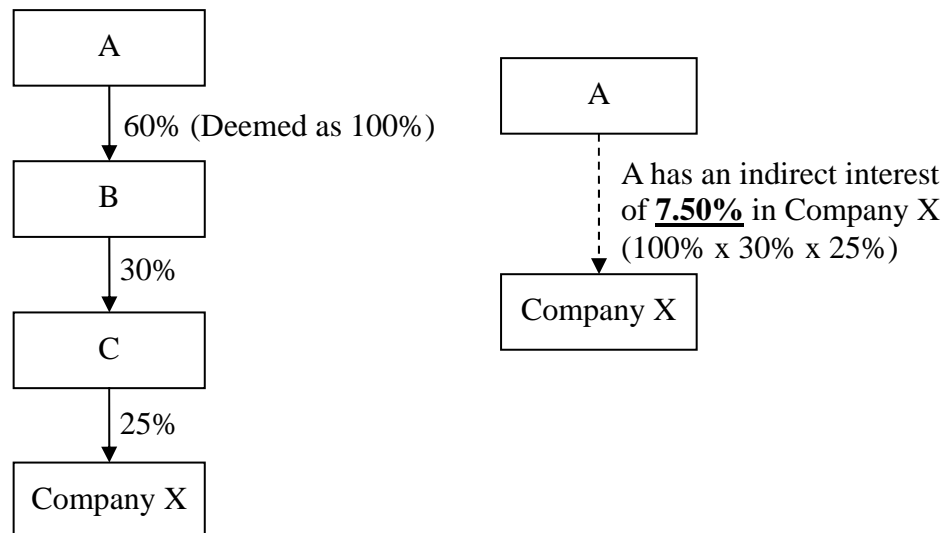 A
60% (Deemed as 100%)
B
30%
C
25%
Company X
A
A has an indirect interest
of 7.50% in Company X
(100% x 30% x 25%)
Company X